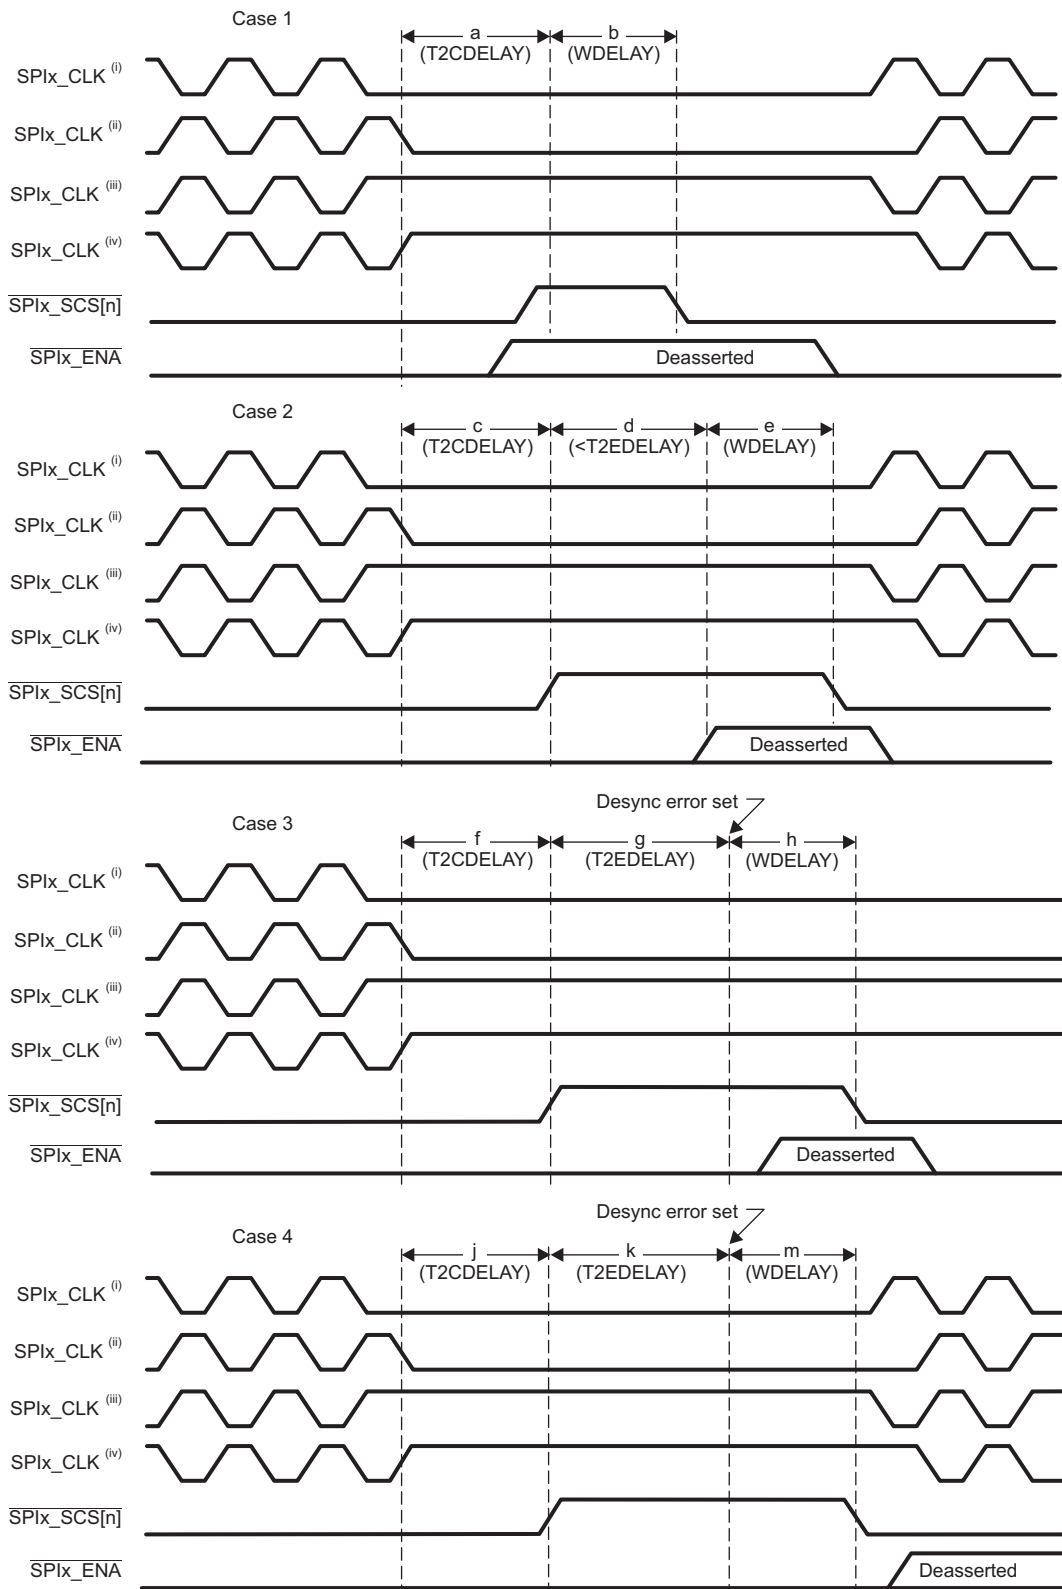 Case 1
a
(T2CDELAY)
b
(WDELAY)
SPIx_CLK (i)
SPIx_CLK (ii)
SPIx_CLK (iii)
SPIx_CLK (iv)
SPIx_SCS[n]
SPIx_ENA
Deasserted
Case 2
c
(T2CDELAY)
d
(<T2EDELAY)
e
(WDELAY)
SPIx_CLK (i)
SPIx_CLK (ii)
SPIx_CLK (iii)
SPIx_CLK (iv)
SPIx_SCS[n]
SPIx_ENA
Deasserted
Desync error set
Case 3
f
(T2CDELAY)
g
(T2EDELAY)
h
(WDELAY)
SPIx_CLK (i)
SPIx_CLK (ii)
SPIx_CLK (iii)
SPIx_CLK (iv)
SPIx_SCS[n]
SPIx_ENA
Deasserted
Desync error set
Case 4
j
(T2CDELAY)
k
(T2EDELAY)
m
(WDELAY)
SPIx_CLK (i)
SPIx_CLK (ii)
SPIx_CLK (iii)
SPIx_CLK (iv)
SPIx_SCS[n]
SPIx_ENA
Deasserted